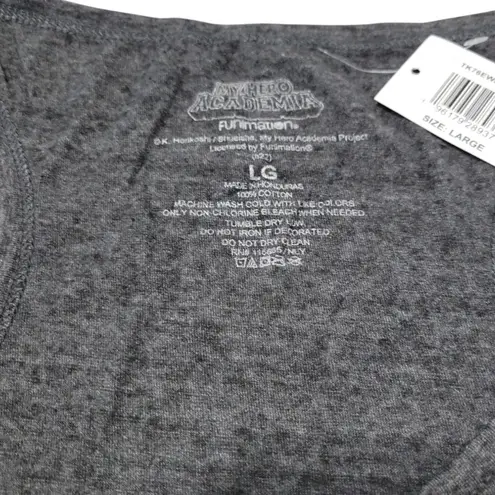 MY HERO
ACADEMIA
FUNIMATION®
©K. Horikoshi / Shueisha, My Hero Academia Project
Licensed by Funimation®
LG
MADE IN HONDURAS
100% COTTON
MACHINE WASH COLD WITH LIKE COLORS.
ONLY NON CHLORINE BLEACH WHEN NEEDED.
TUMBLE DRY LOW.
DO NOT IRON IF DECORATED.
DO NOT DRY CLEAN.
SIZE: LARGE